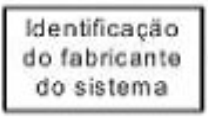 Identificação
do fabricante
do sistema